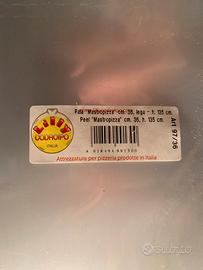 Lilly
CODROIPO
ITALIA
Pala "Mastropizza" cm. 36, lega - h. 135 cm.
Peel "Mastropizza" cm. 36, h. 135 cm.
Art. 97/36
Attrezzature per pizzeria prodotte in Italia
subito